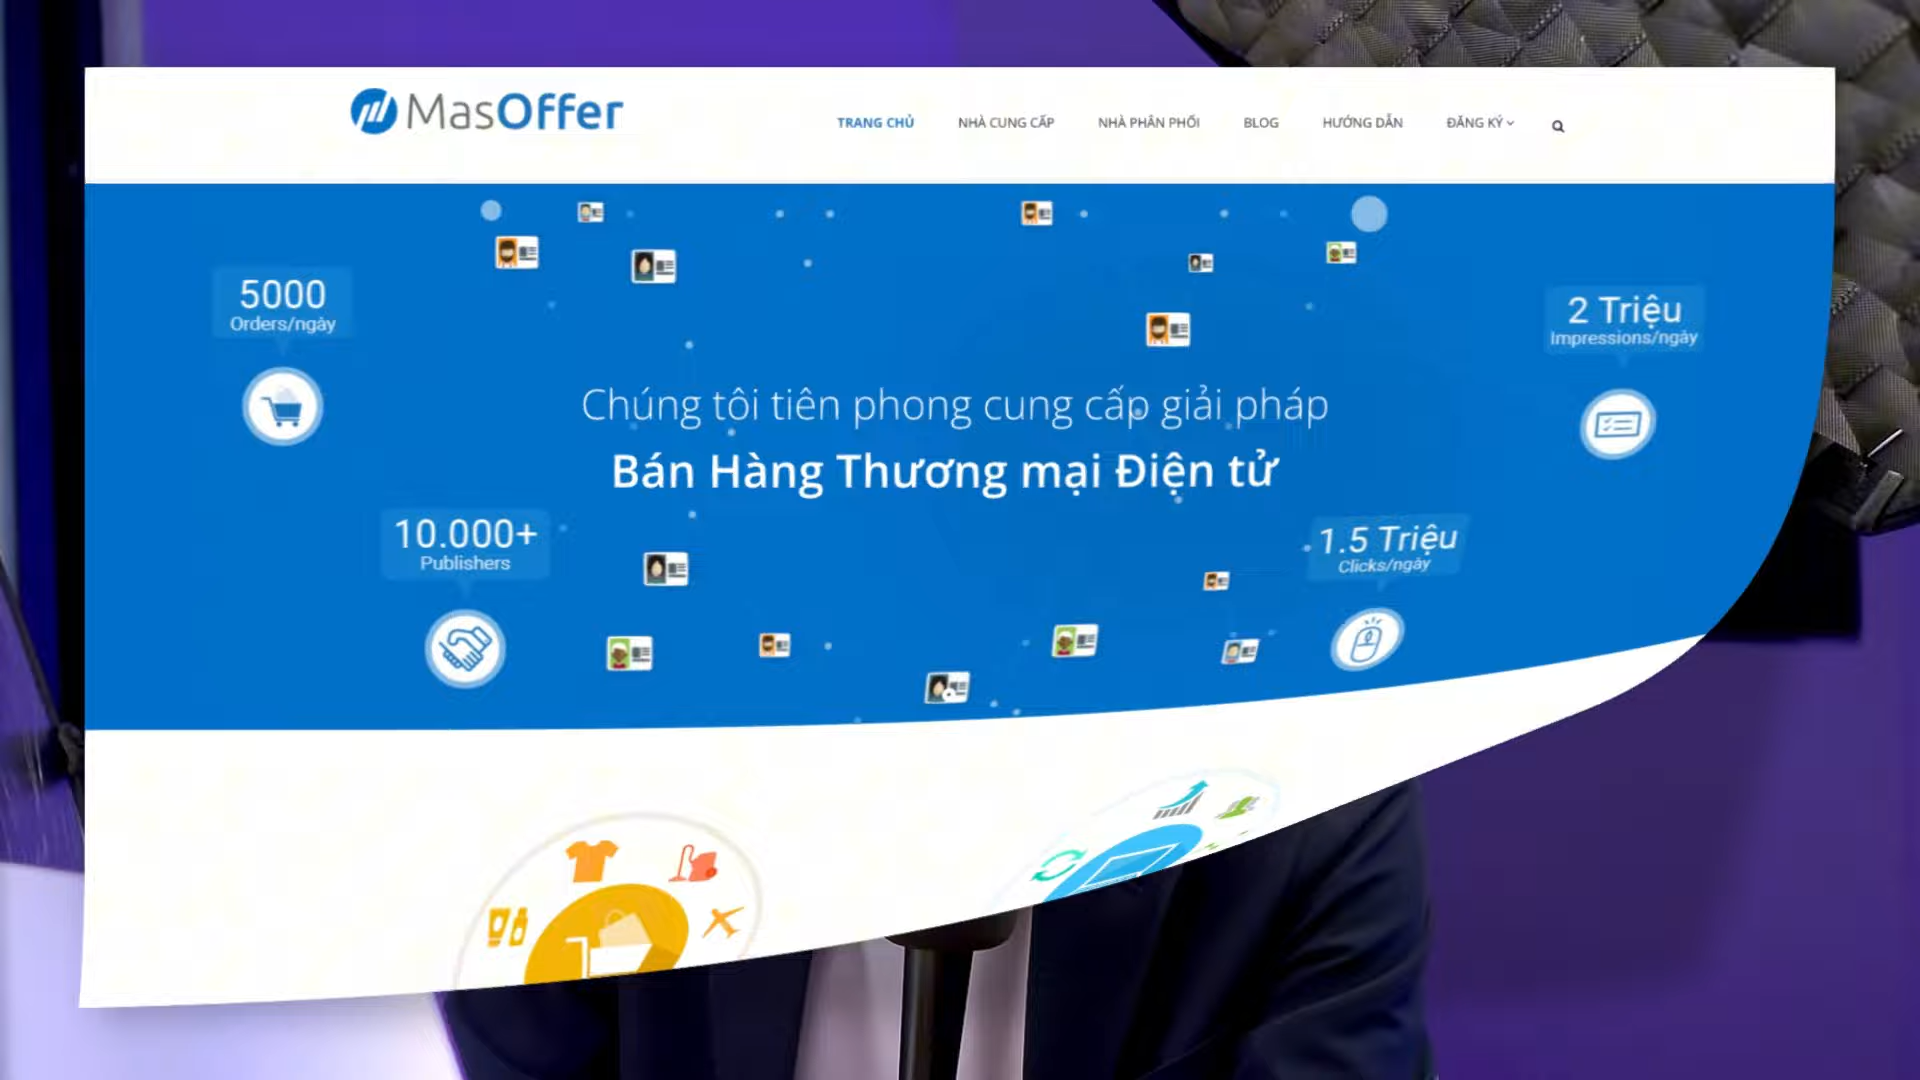 MasOffer
TRANG CHỦ NHÀ CUNG CẤP NHÀ PHÂN PHỐI BLOG HƯỚNG DẪN ĐĂNG KÝ
5000
Orders/ngày
2 Triệu
Impressions/ngày
Chúng tôi tiên phong cung cấp giải pháp
Bán Hàng Thương mại Điện tử
10.000+
Publishers
1.5 Triệu
Clicks/ngày